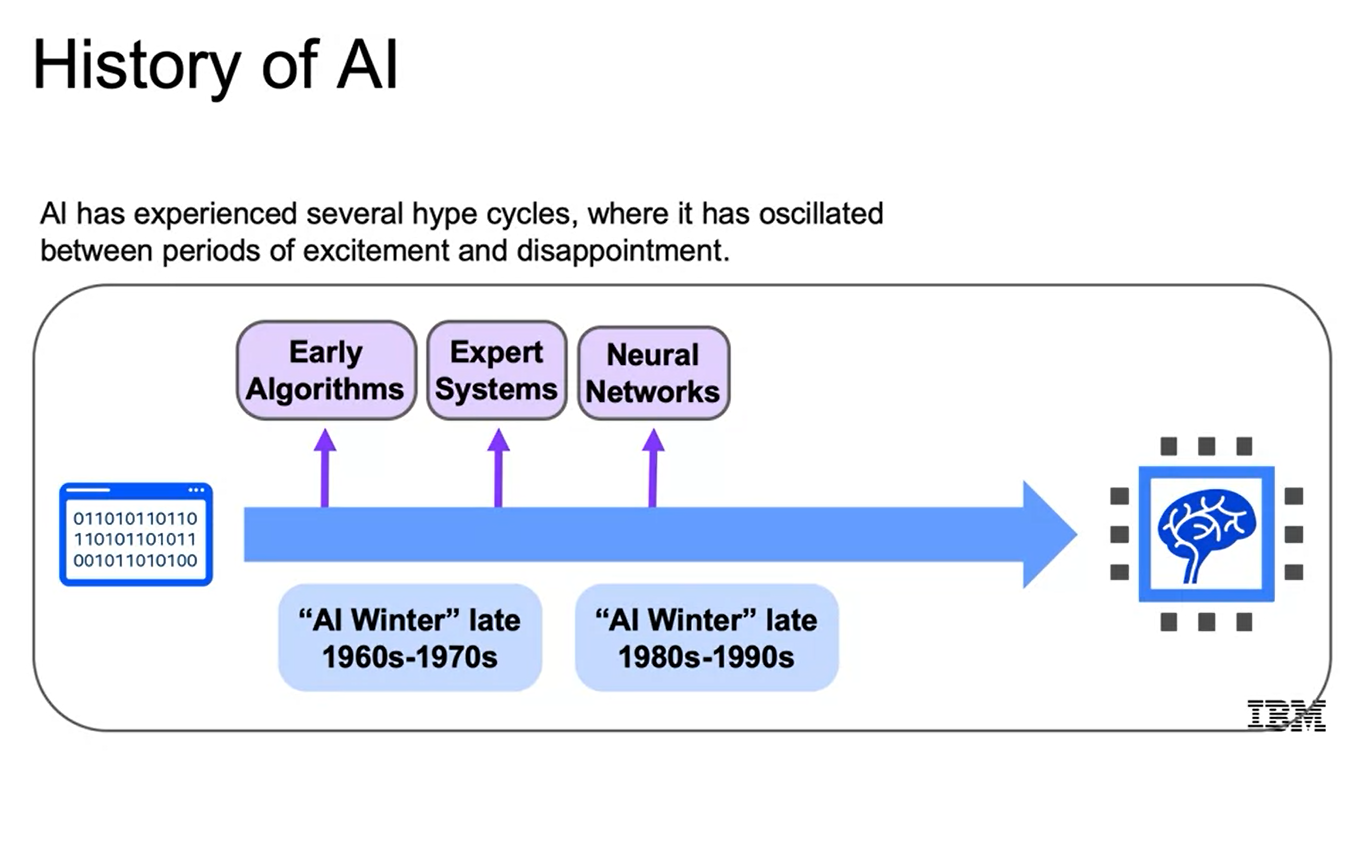 History of AI
AI has experienced several hype cycles, where it has oscillated
between periods of excitement and disappointment.
Early
Algorithms
Expert
Systems
Neural
Networks
011010110110
110101101011
001011010100
“AI Winter” late
1960s-1970s
“AI Winter” late
1980s-1990s
IBM